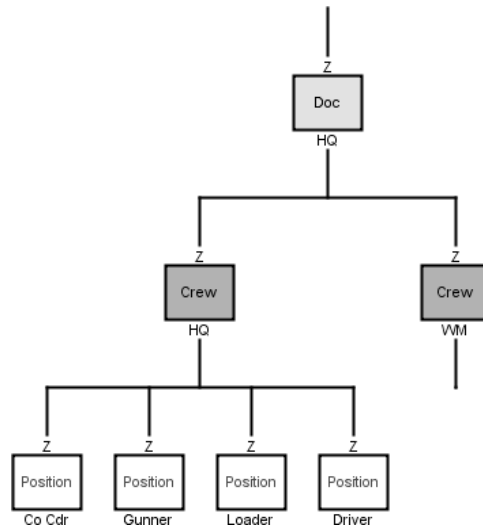 Z
Doc
HQ
Z Z
Crew Crew
HQ WM
Z Z Z Z
Position Position Position Position
Co Cdr Gunner Loader Driver